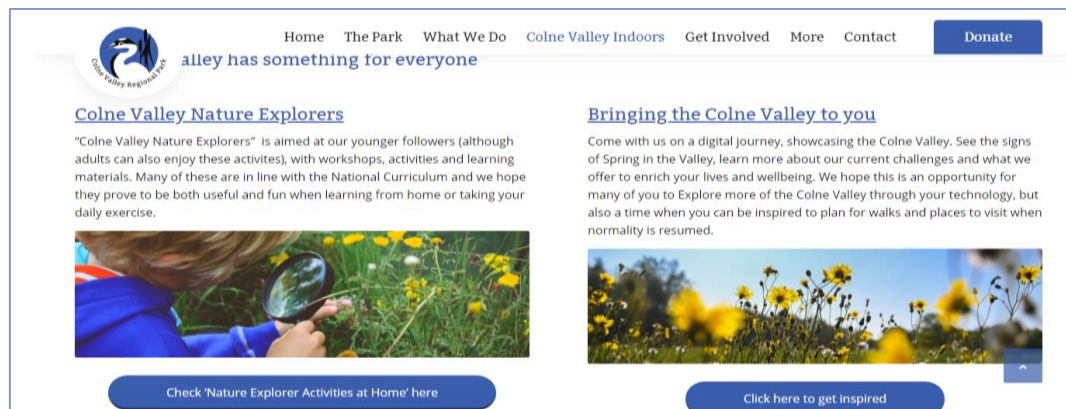 Home The Park What We Do Colne Valley Indoors Get Involved More Contact Donate
Colne Valley Regional Park
alley has something for everyone
Colne Valley Nature Explorers
“Colne Valley Nature Explorers” is aimed at our younger followers (although
adults can also enjoy these activites), with workshops, activities and learning
materials. Many of these are in line with the National Curriculum and we hope
they prove to be both useful and fun when learning from home or taking your
daily exercise.
Check ‘Nature Explorer Activities at Home’ here
Bringing the Colne Valley to you
Come with us on a digital journey, showcasing the Colne Valley. See the signs
of Spring in the Valley, learn more about our current challenges and what we
offer to enrich your lives and wellbeing. We hope this is an opportunity for
many of you to Explore more of the Colne Valley through your technology, but
also a time when you can be inspired to plan for walks and places to visit when
normality is resumed.
Click here to get inspired